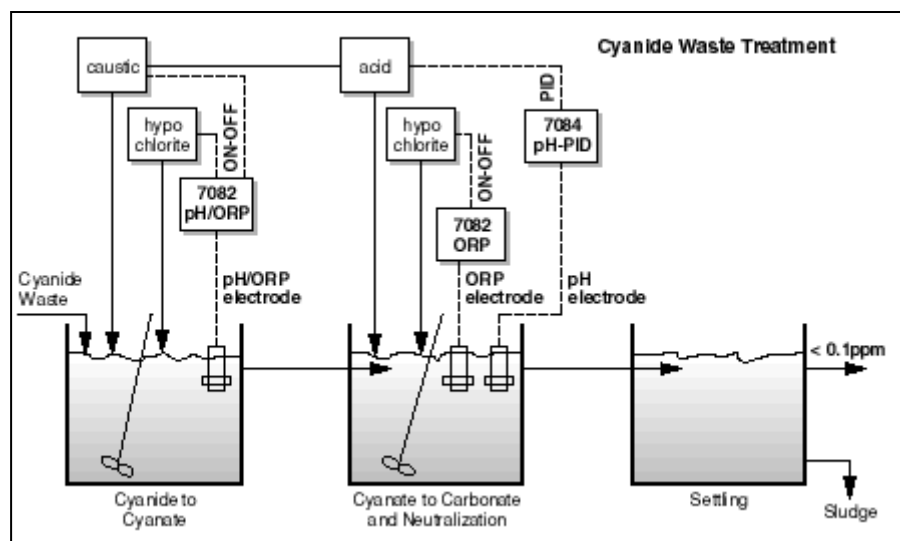 Cyanide Waste Treatment
caustic
acid
hypo
chlorite
ON-OFF
7082
pH/ORP
hypo
chlorite
ON-OFF
7082
ORP
PID
7084
pH-PID
Cyanide
Waste
pH/ORP
electrode
ORP
electrode
pH
electrode
< 0.1ppm
Cyanide to
Cyanate
Cyanate to Carbonate
and Neutralization
Settling
Sludge